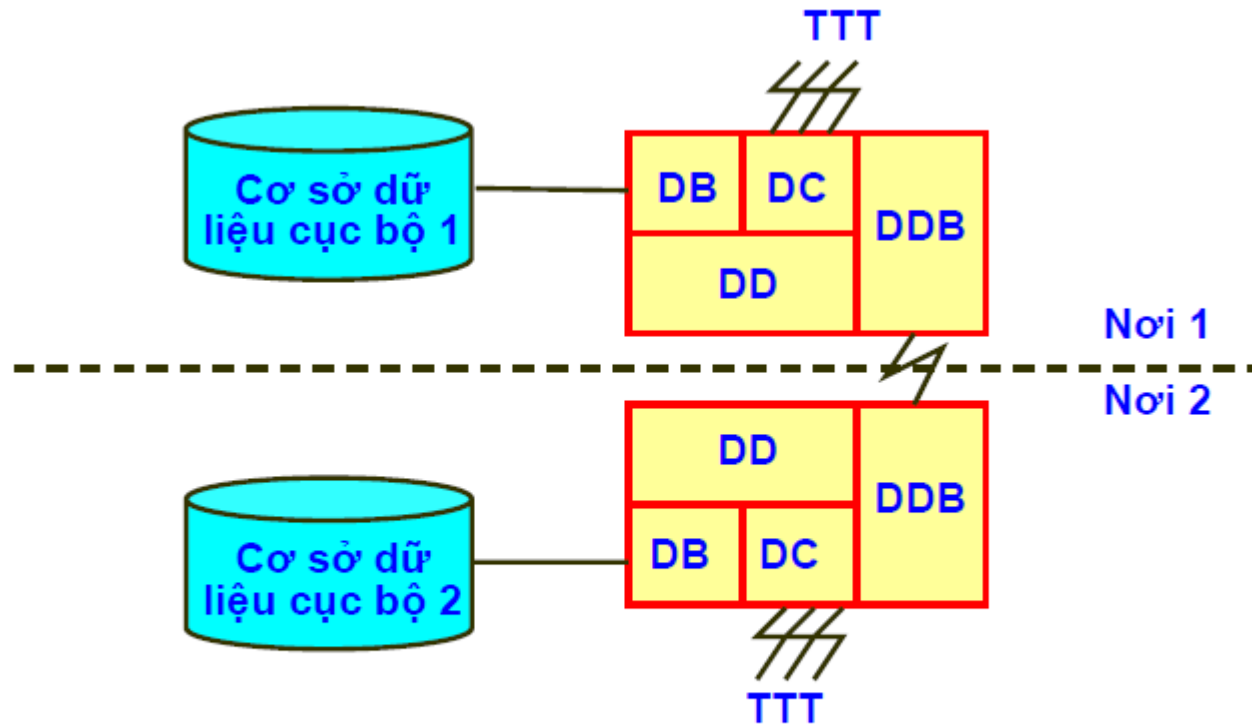 TTT
Cơ sở dữ
liệu cục bộ 1
DB
DC
DDB
DD
Nơi 1
Nơi 2
DD
DDB
Cơ sở dữ
liệu cục bộ 2
DB
DC
TTT